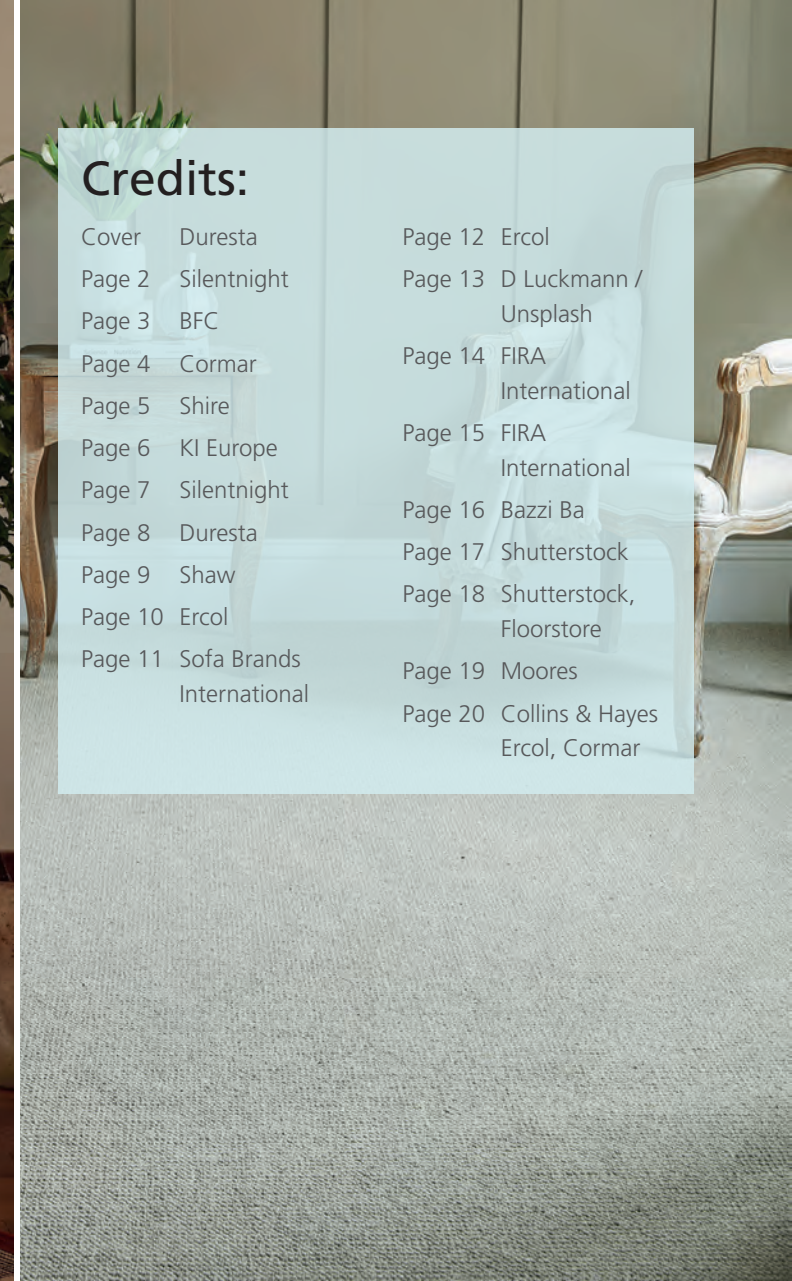 Credits:
Cover Duresta
Page 2 Silentnight
Page 3 BFC
Page 4 Cormar
Page 5 Shire
Page 6 KI Europe
Page 7 Silentnight
Page 8 Duresta
Page 9 Shaw
Page 10 Ercol
Page 11 Sofa Brands
International
Page 12 Ercol
Page 13 D Luckmann /
Unsplash
Page 14 FIRA
International
Page 15 FIRA
International
Page 16 Bazzi Ba
Page 17 Shutterstock
Page 18 Shutterstock,
Floorstore
Page 19 Moores
Page 20 Collins & Hayes
Ercol, Cormar